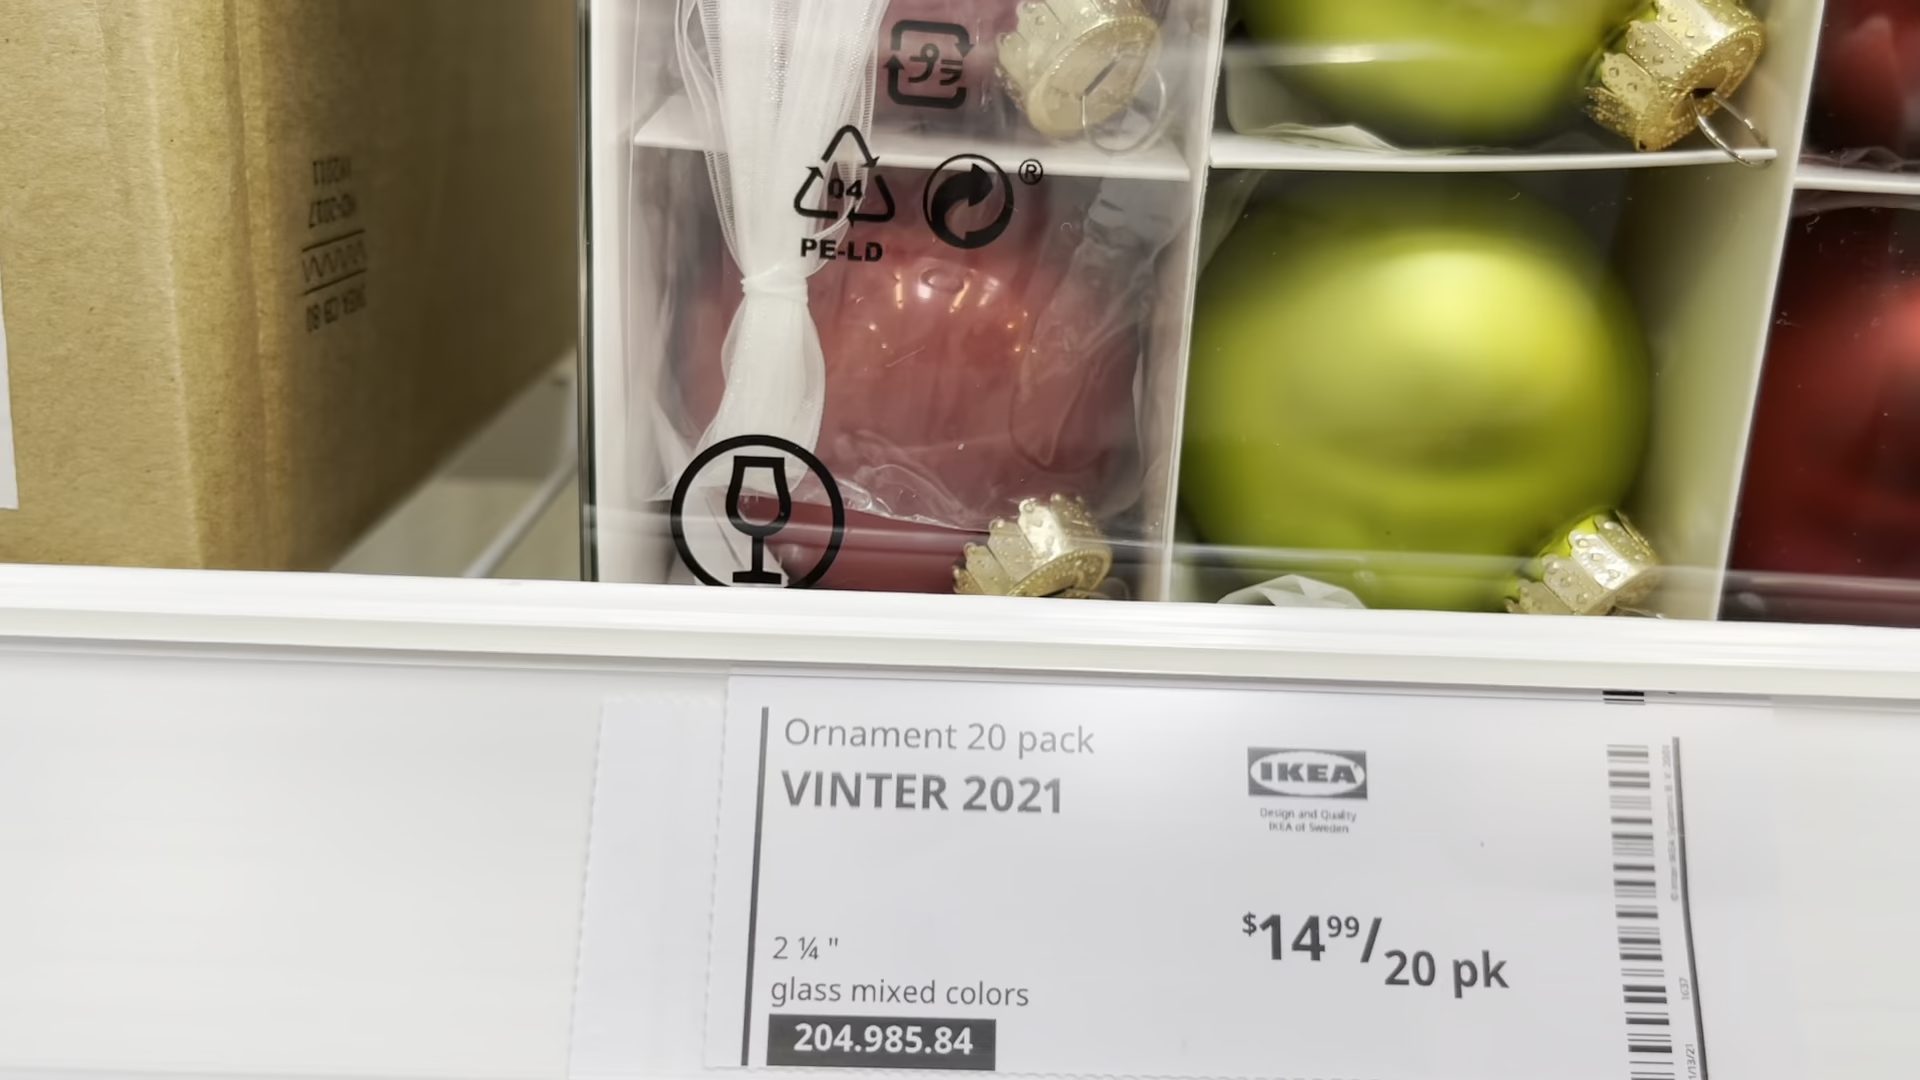 04
PE-LD
®
Ornament 20 pack
VINTER 2021
IKEA
Design and Quality
IKEA of Sweden
2 ¼ "
glass mixed colors
204.985.84
$14 99/20 pk
1637